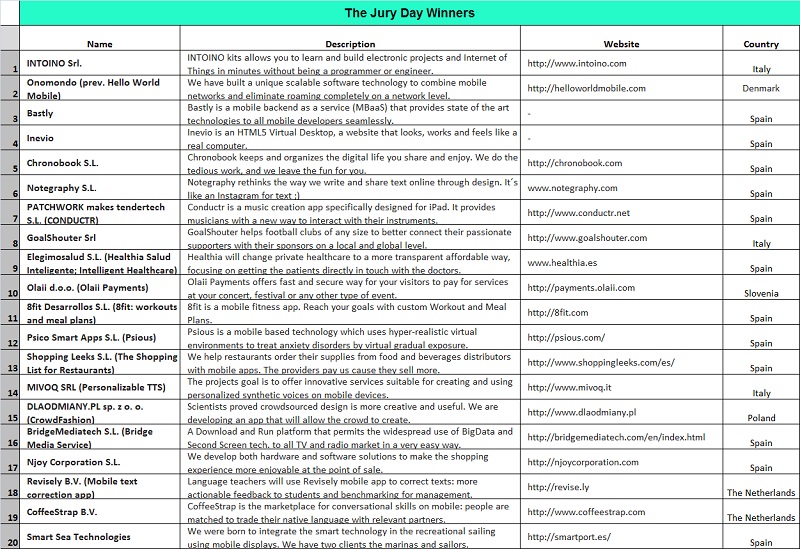 The Jury Day Winners
Name Description Website Country
1 INTOINO Srl. INTOINO kits allows you to learn and build electronic projects and Internet of Things in minutes without being a programmer or engineer. http://www.intoino.com Italy
2 Onomondo (prev. Hello World Mobile) We have built a unique scalable software technology to combine mobile networks and eliminate roaming completely on a network level. http://helloworldmobile.com Denmark
3 Bastly Bastly is a mobile backend as a service (MBaaS) that provides state of the art technologies to all mobile developers seamlessly. - Spain
4 Inevio Inevio is an HTML5 Virtual Desktop, a website that looks, works and feels like a real computer. - Spain
5 Chronobook S.L. Chronobook keeps and organizes the digital life you share and enjoy. We do the tedious work, and we leave the fun for you. http://chronobook.com Spain
6 Notegraphy S.L. Notegraphy rethinks the way we write and share text online through design. It´s like an Instagram for text ;) www.notegraphy.com Spain
7 PATCHWORK makes tendertech S.L. (CONDUCTR) Conductr is a music creation app specifically designed for iPad. It provides musicians with a new way to interact with their instruments. http://www.conductr.net Spain
8 GoalShouter Srl GoalShouter helps football clubs of any size to better connect their passionate supporters with their sponsors on a local and global level. http://www.goalshouter.com Italy
9 Elegimosalud S.L. (Healthia Salud Inteligente; Intelligent Healthcare) Healthia will change private healthcare to a more transparent affordable way, focusing on getting the patients directly in touch with the doctors. www.healthia.es Spain
10 Olaii d.o.o. (Olaii Payments) Olaii Payments offers fast and secure way for your visitors to pay for services at your concert, festival or any other type of event. http://payments.olaii.com Slovenia
11 8fit Desarrollos S.L. (8fit: workouts and meal plans) 8fit is a mobile fitness app. Reach your goals with custom Workout and Meal Plans. http://8fit.com Spain
12 Psico Smart Apps S.L. (Psious) Psious is a mobile based technology which uses hyper-realistic virtual environments to treat anxiety disorders by virtual gradual exposure. http://psious.com/ Spain
13 Shopping Leeks S.L. (The Shopping List for Restaurants) We help restaurants order their supplies from food and beverages distributors with mobile apps. The providers pay us cause they sell more. http://www.shoppingleeks.com/es/ Spain
14 MIVOQ SRL (Personalizable TTS) The projects goal is to offer innovative services suitable for creating and using personalized synthetic voices on mobile devices. http://www.mivoq.it Italy
15 DLAODMIANY.PL sp. z o. o. (CrowdFashion) Scientists proved crowdsourced design is more creative and useful. We are developing an app that will allow the crowd to create. http://www.dlaodmiany.pl Poland
16 BridgeMediatech S.L. (Bridge Media Service) A Download and Run platform that permits the widespread use of BigData and Second Screen tech, to all TV and radio market in a very easy way. http://bridgemediatech.com/en/index.html Spain
17 Njoy Corporation S.L. We develop both hardware and software solutions to make the shopping experience more enjoyable at the point of sale. http://njoycorporation.com Spain
18 Revisely B.V. (Mobile text correction app) Language teachers will use Revisely mobile app to correct texts: more actionable feedback to students and benchmarking for management. http://revise.ly The Netherlands
19 CoffeeStrap B.V. CoffeeStrap is the marketplace for conversational skills on mobile: people are matched to trade their native language with relevant partners. http://www.coffeestrap.com The Netherlands
20 Smart Sea Technologies We were born to integrate the smart technology in the recreational sailing using mobile displays. We have two clients the marinas and sailors. http://smartport.es/ Spain